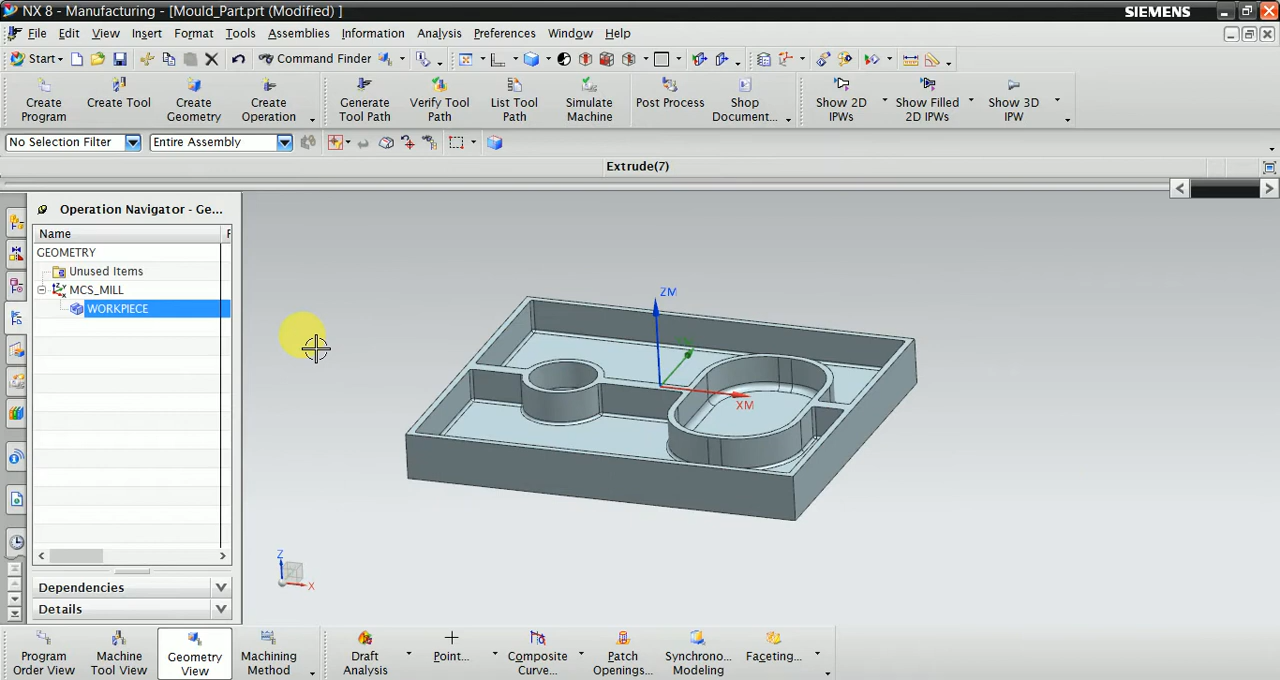 NX 8 - Manufacturing - [Mould_Part.prt (Modified) ]
SIEMENS
File Edit View Insert Format Tools Assemblies Information Analysis Preferences Window Help
Start Command Finder
Create Program
Create Tool
Create Geometry
Create Operation
Generate Tool Path
Verify Tool Path
List Tool Path
Simulate Machine
Post Process
Shop Document...
Show 2D IPWs
Show Filled 2D IPWs
Show 3D IPW
No Selection Filter
Entire Assembly
Extrude(7)
Operation Navigator - Ge...
Name
F
GEOMETRY
Unused Items
MCS_MILL
WORKPIECE
ZM
XM
Z
X
Dependencies
Details
Program Order View
Machine Tool View
Geometry View
Machining Method
Draft Analysis
Point...
Composite Curve...
Patch Openings...
Synchrono... Modeling
Faceting...